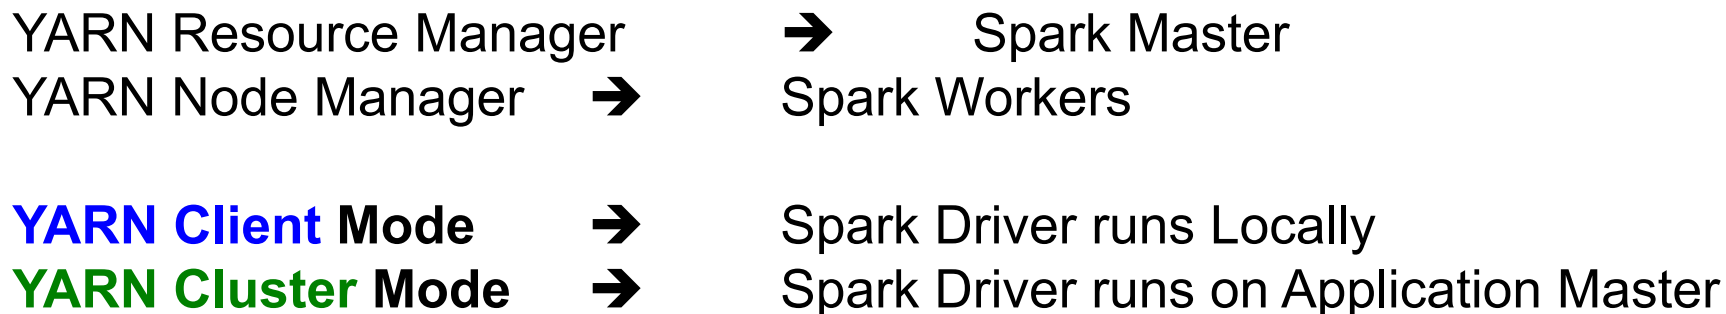 YARN Resource Manager ➔ Spark Master
YARN Node Manager ➔ Spark Workers
YARN Client Mode ➔ Spark Driver runs Locally
YARN Cluster Mode ➔ Spark Driver runs on Application Master